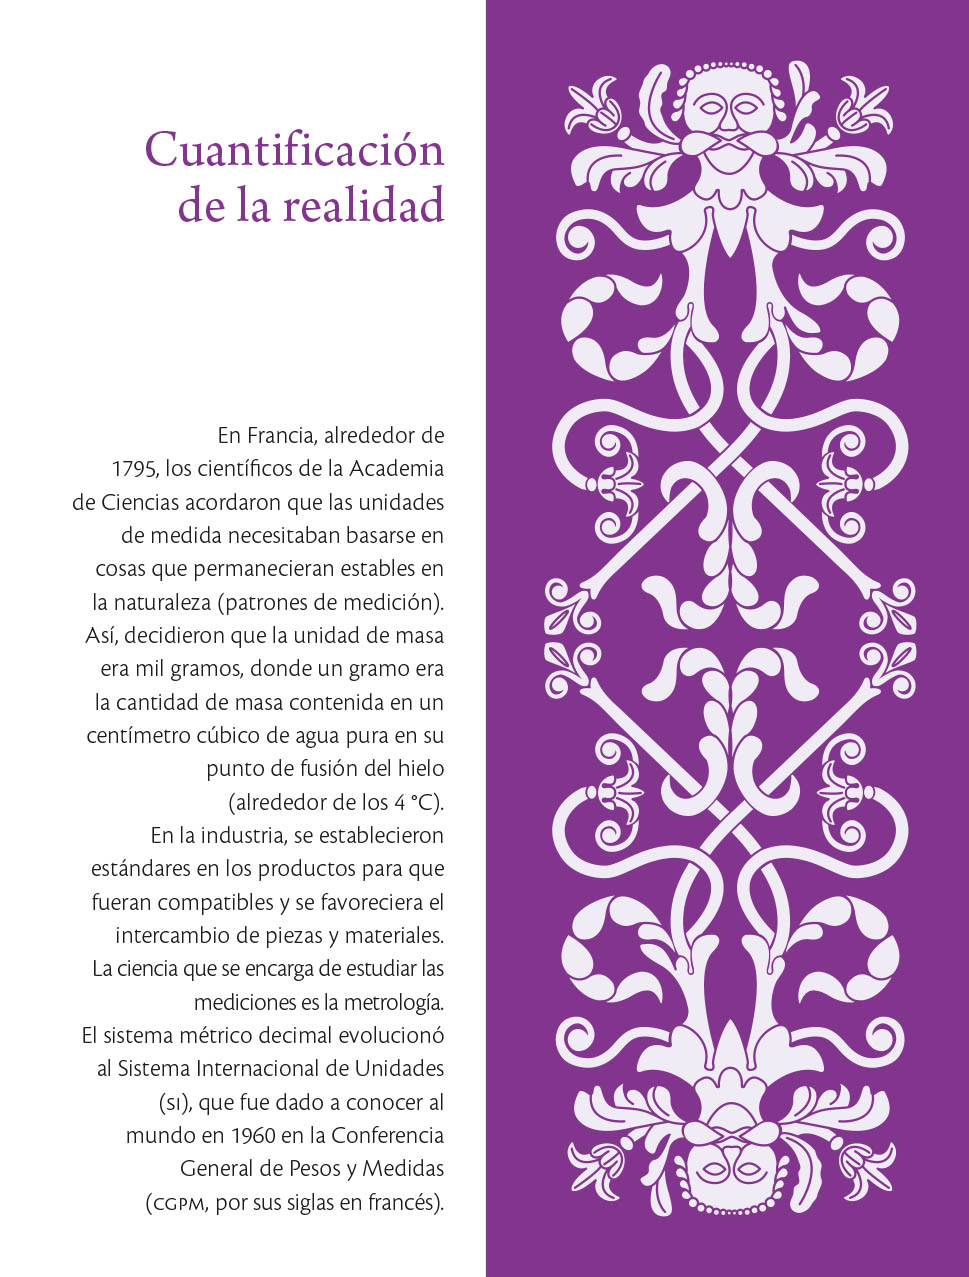 Cuantificación
de la realidad
En Francia, alrededor de
1795, los científicos de la Academia
de Ciencias acordaron que las unidades
de medida necesitaban basarse en
cosas que permanecieran estables en
la naturaleza (patrones de medición).
Así, decidieron que la unidad de masa
era mil gramos, donde un gramo era
la cantidad de masa contenida en un
centímetro cúbico de agua pura en su
punto de fusión del hielo
(alrededor de los 4 °C).
En la industria, se establecieron
estándares en los productos para que
fueran compatibles y se favoreciera el
intercambio de piezas y materiales.
La ciencia que se encarga de estudiar las
mediciones es la metrología.
El sistema métrico decimal evolucionó
al Sistema Internacional de Unidades
(SI), que fue dado a conocer al
mundo en 1960 en la Conferencia
General de Pesos y Medidas
(CGPM, por sus siglas en francés).